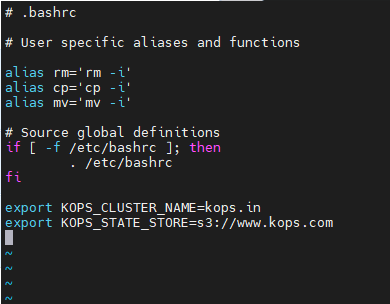 # .bashrc
# User specific aliases and functions
alias rm='rm -i'
alias cp='cp -i'
alias mv='mv -i'
# Source global definitions
if [ -f /etc/bashrc ]; then
        . /etc/bashrc
fi
export KOPS_CLUSTER_NAME=kops.in
export KOPS_STATE_STORE=s3://www.kops.com
~
~
~
~